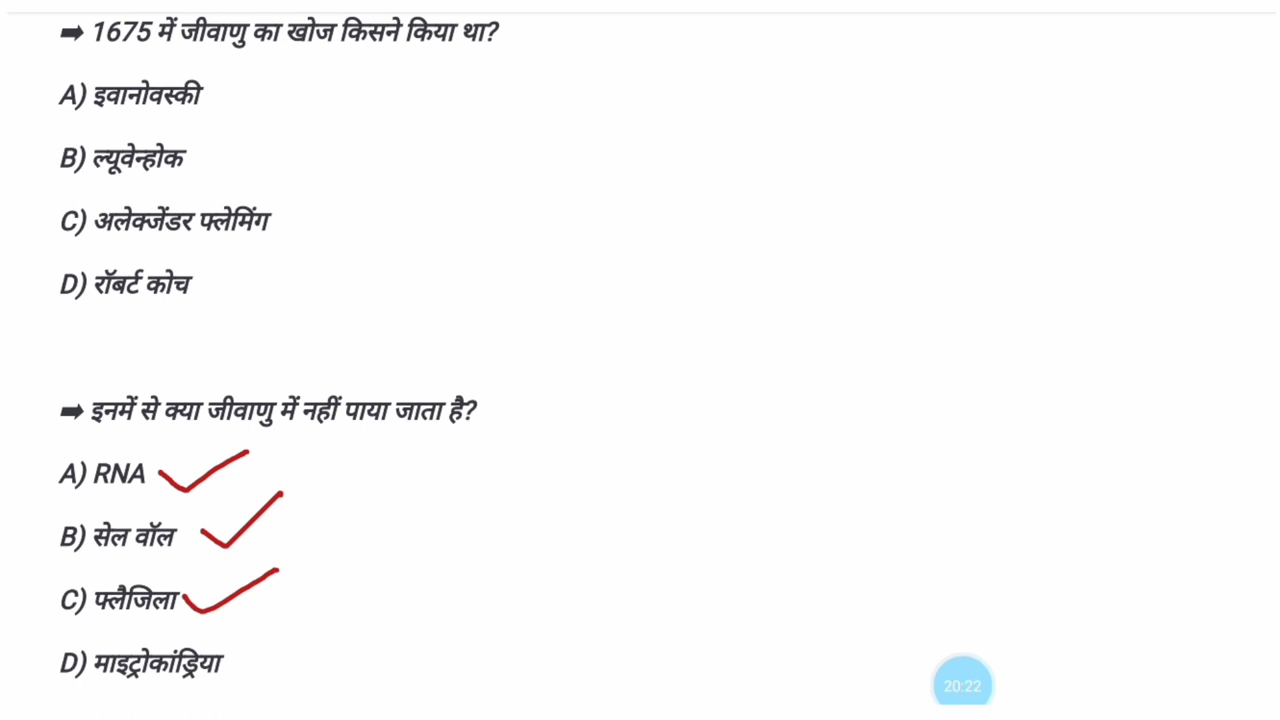 ➡ 1675 में जीवाणु का खोज किसने किया था?
A) इवानोवस्की
B) ल्यूवेन्होक
C) अलेक्जेंडर फ्लेमिंग
D) रॉबर्ट कोच
➡ इनमें से क्या जीवाणु में नहीं पाया जाता है?
A) RNA
B) सेल वॉल
C) फ्लैजिला
D) माइट्रोकांड्रिया
20:22